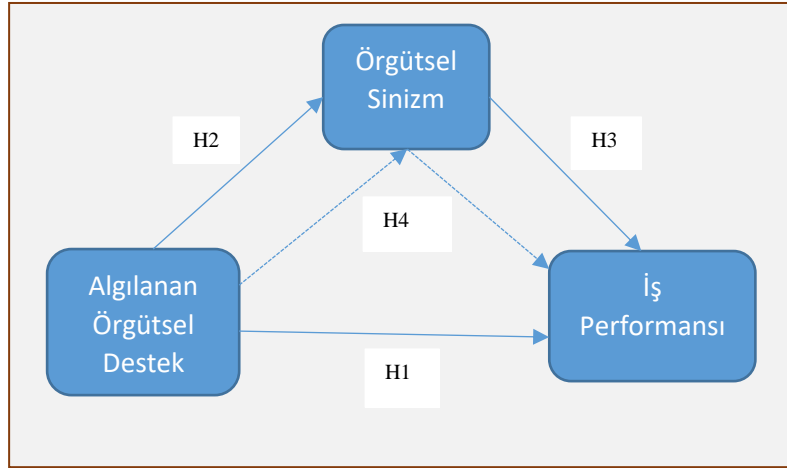 Örgütsel
Sinizm
H2
H3
H4
Algılanan
Örgütsel
Destek
İş
Performansı
H1